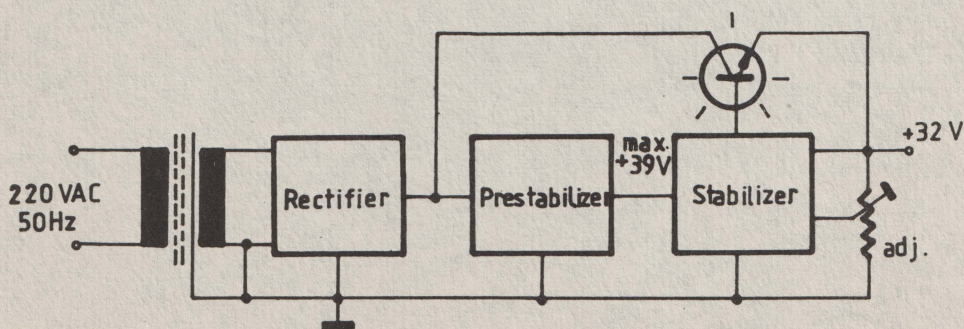 220 VAC
50Hz
Rectifier
Prestabilizer
max.
+39V
Stabilizer
+32 V
adj.